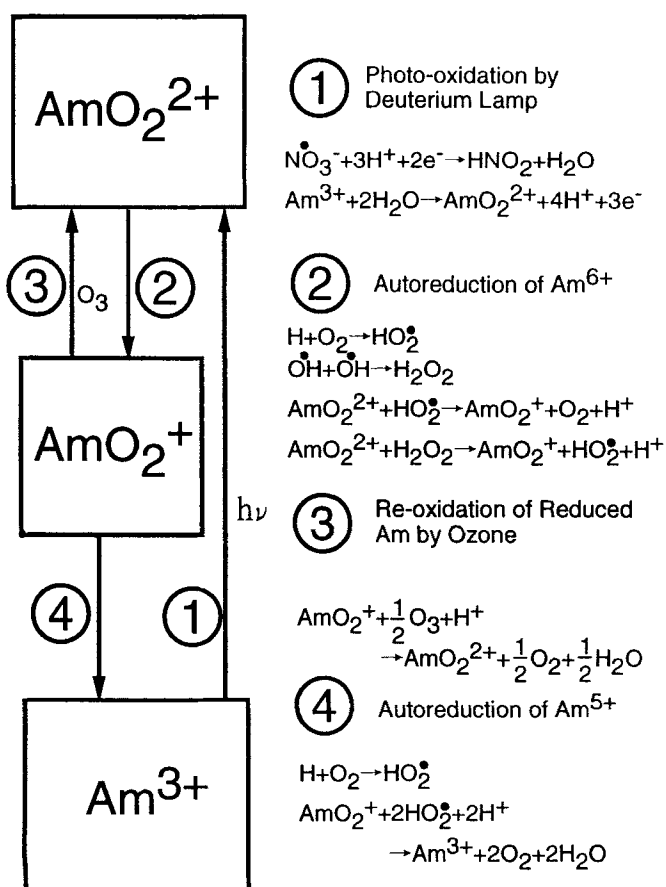 AmO₂²⁺
③ O₃ ②
AmO₂⁺
hν
④ ①
Am³⁺
① Photo-oxidation by
Deuterium Lamp
NO₃•⁻+3H⁺+2e⁻→HNO₂+H₂O
Am³⁺+2H₂O→AmO₂²⁺+4H⁺+3e⁻
② Autoreduction of Am⁶⁺
H+O₂→HO₂•
O•H+O•H→H₂O₂
AmO₂²⁺+HO₂•→AmO₂⁺+O₂+H⁺
AmO₂²⁺+H₂O₂→AmO₂⁺+HO₂•+H⁺
③ Re-oxidation of Reduced
Am by Ozone
AmO₂⁺+½O₃+H⁺
→AmO₂²⁺+½O₂+½H₂O
④ Autoreduction of Am⁵⁺
H+O₂→HO₂•
AmO₂⁺+2HO₂•+2H⁺
→Am³⁺+2O₂+2H₂O